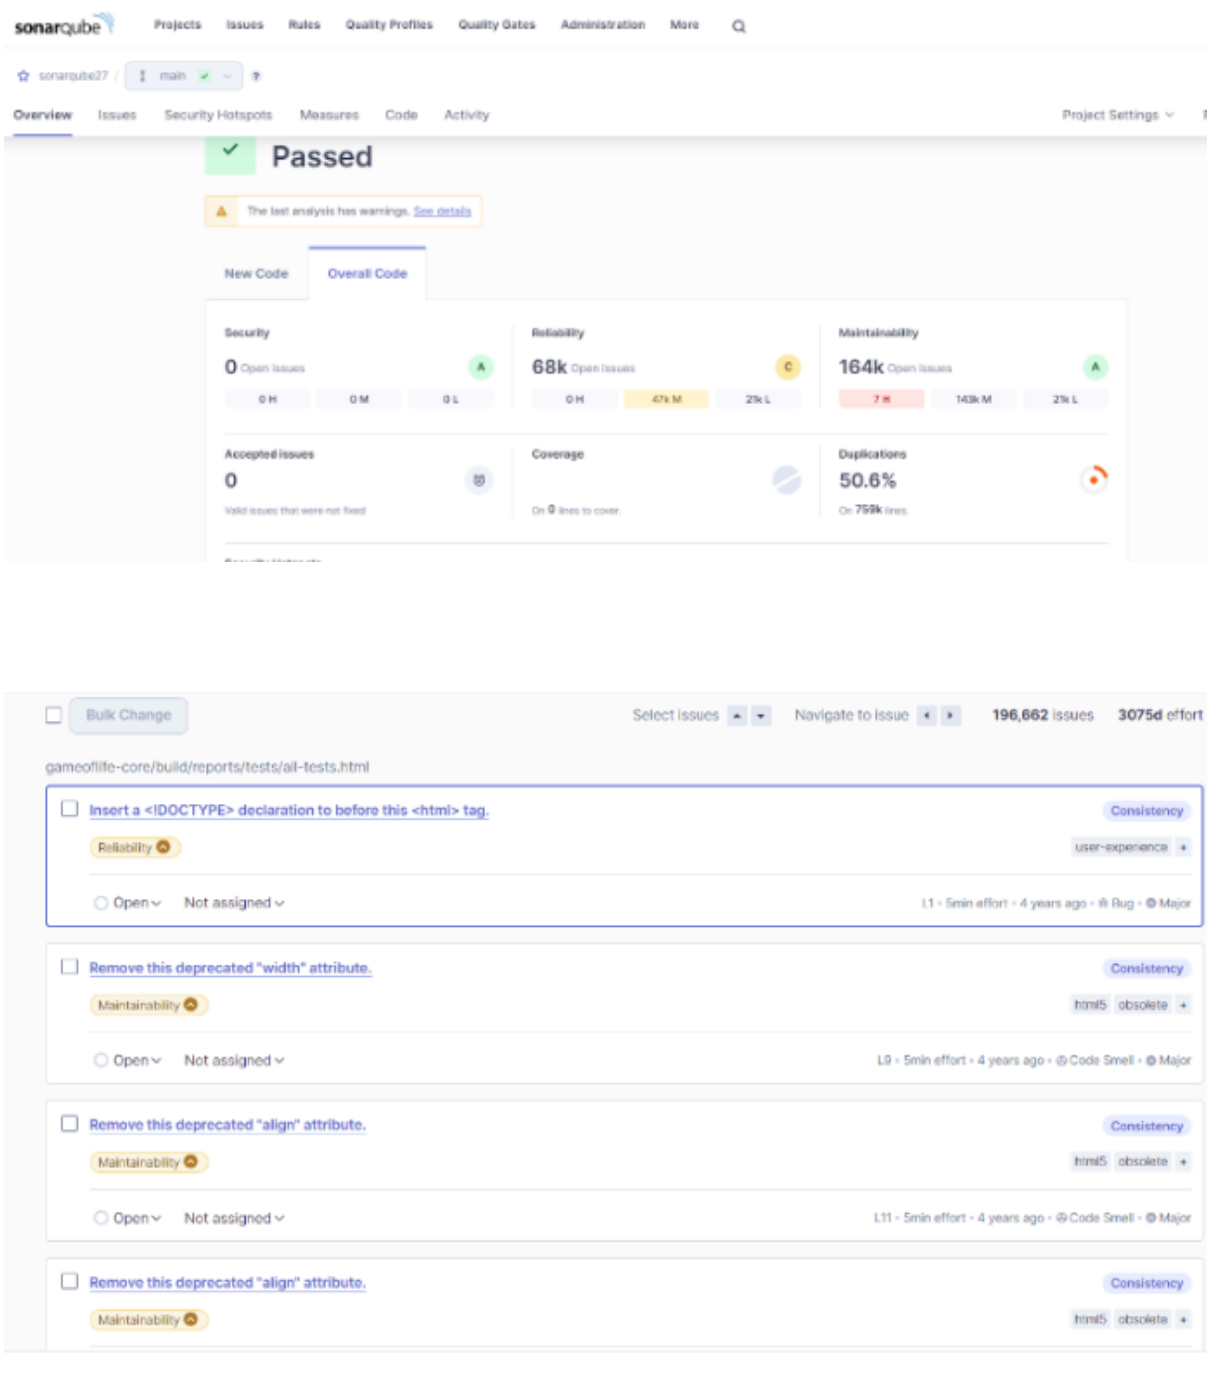 sonarqube Projects Issues Rules Quality Profiles Quality Gates Administration More
sonarqube27 / main ?
Overview Issues Security Hotspots Measures Code Activity Project Settings
Passed
The last analysis has warnings. See details
New Code Overall Code
Security Reliability Maintainability
0 Open Issues A 68k Open Issues C 164k Open Issues A
0 H 0 M 0 L 0 H 47k M 21k L 7 H 143k M 21k L
Accepted issues Coverage Duplications
0 50.6%
Valid issues that were not fixed On 0 lines to cover. On 759k lines.
Bulk Change Select issues Navigate to issue 196,662 issues 3075d effort
gameoflife-core/build/reports/tests/all-tests.html
Insert a <!DOCTYPE> declaration to before this <html> tag. Consistency
Reliability user-experience +
Open Not assigned L1 • 5min effort • 4 years ago • Bug • Major
Remove this deprecated "width" attribute. Consistency
Maintainability html5 obsolete +
Open Not assigned L9 • 5min effort • 4 years ago • Code Smell • Major
Remove this deprecated "align" attribute. Consistency
Maintainability html5 obsolete +
Open Not assigned L11 • 5min effort • 4 years ago • Code Smell • Major
Remove this deprecated "align" attribute. Consistency
Maintainability html5 obsolete +